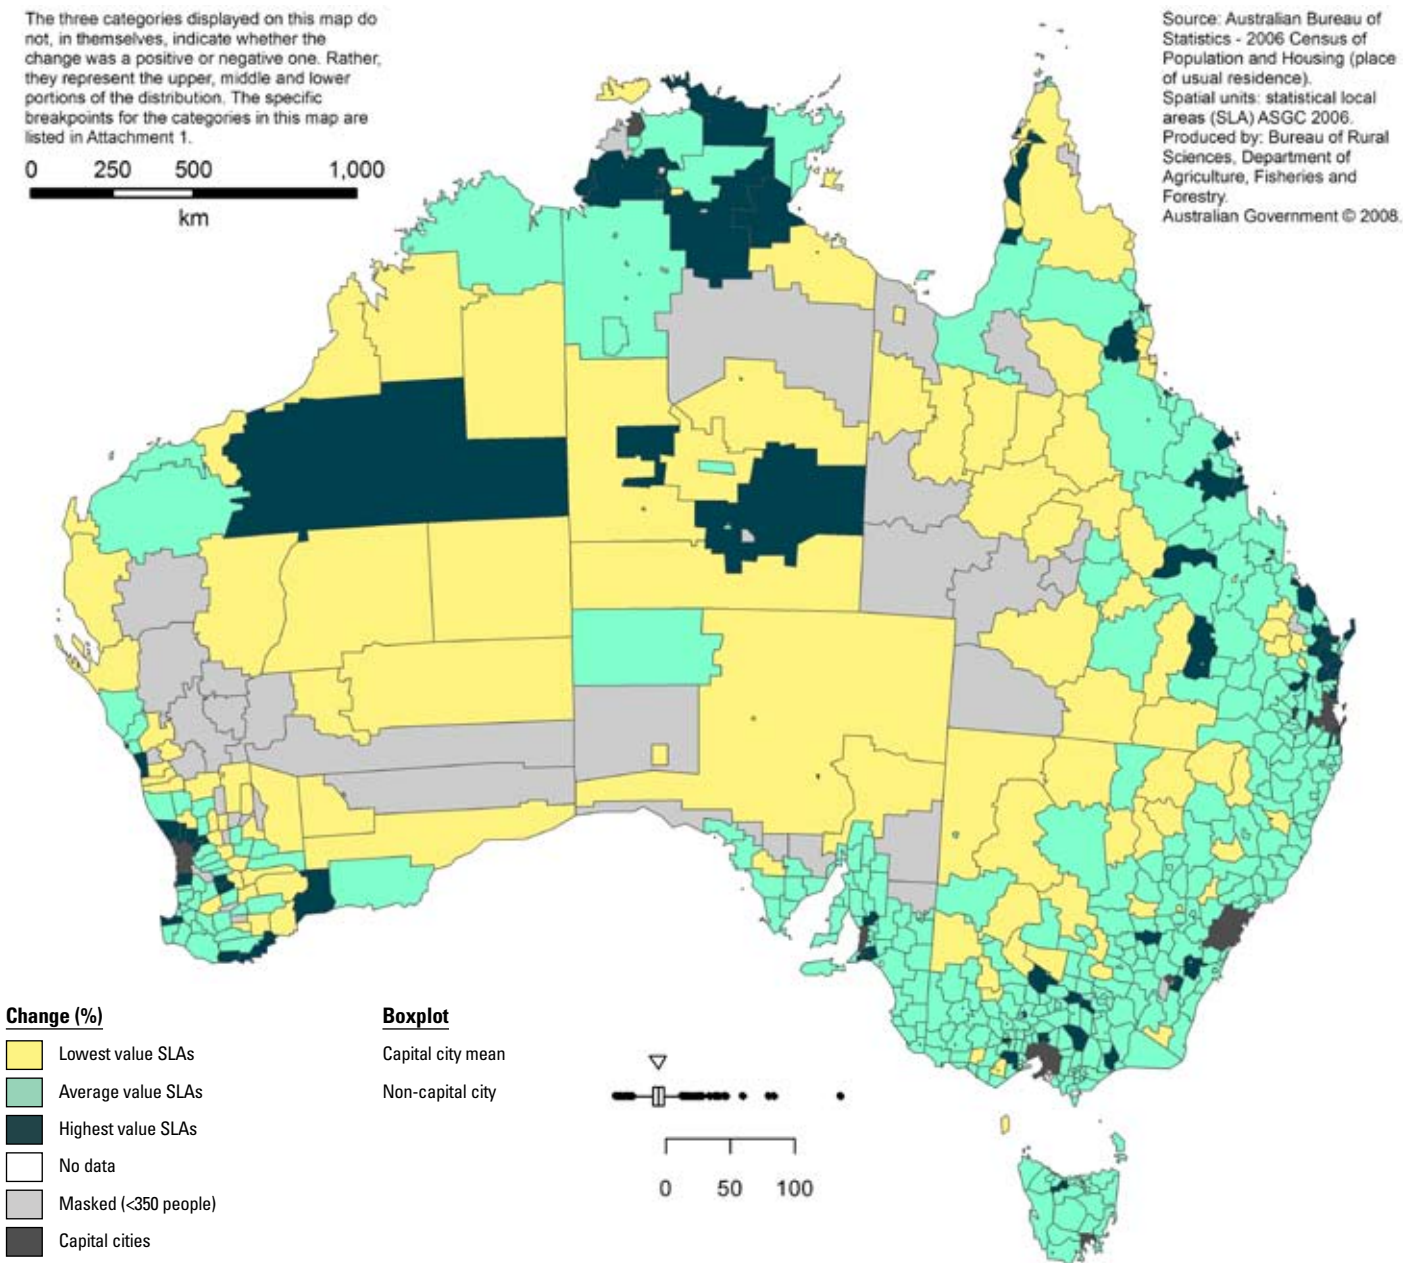 The three categories displayed on this map do
not, in themselves, indicate whether the
change was a positive or negative one. Rather,
they represent the upper, middle and lower
portions of the distribution. The specific
breakpoints for the categories in this map are
listed in Attachment 1.
0 250 500 1,000
km
Source: Australian Bureau of
Statistics - 2006 Census of
Population and Housing (place
of usual residence).
Spatial units: statistical local
areas (SLA) ASGC 2006.
Produced by: Bureau of Rural
Sciences, Department of
Agriculture, Fisheries and
Forestry.
Australian Government © 2008.
Change (%)
Lowest value SLAs
Average value SLAs
Highest value SLAs
No data
Masked (<350 people)
Capital cities
Boxplot
Capital city mean
Non-capital city
0 50 100